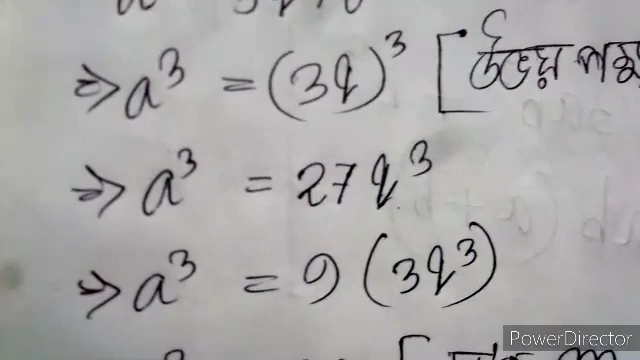 ⇒ a³ = (3q)³ [উভয় পক্ষ
⇒ a³ = 27q³
⇒ a³ = 9(3q³)
PowerDirector